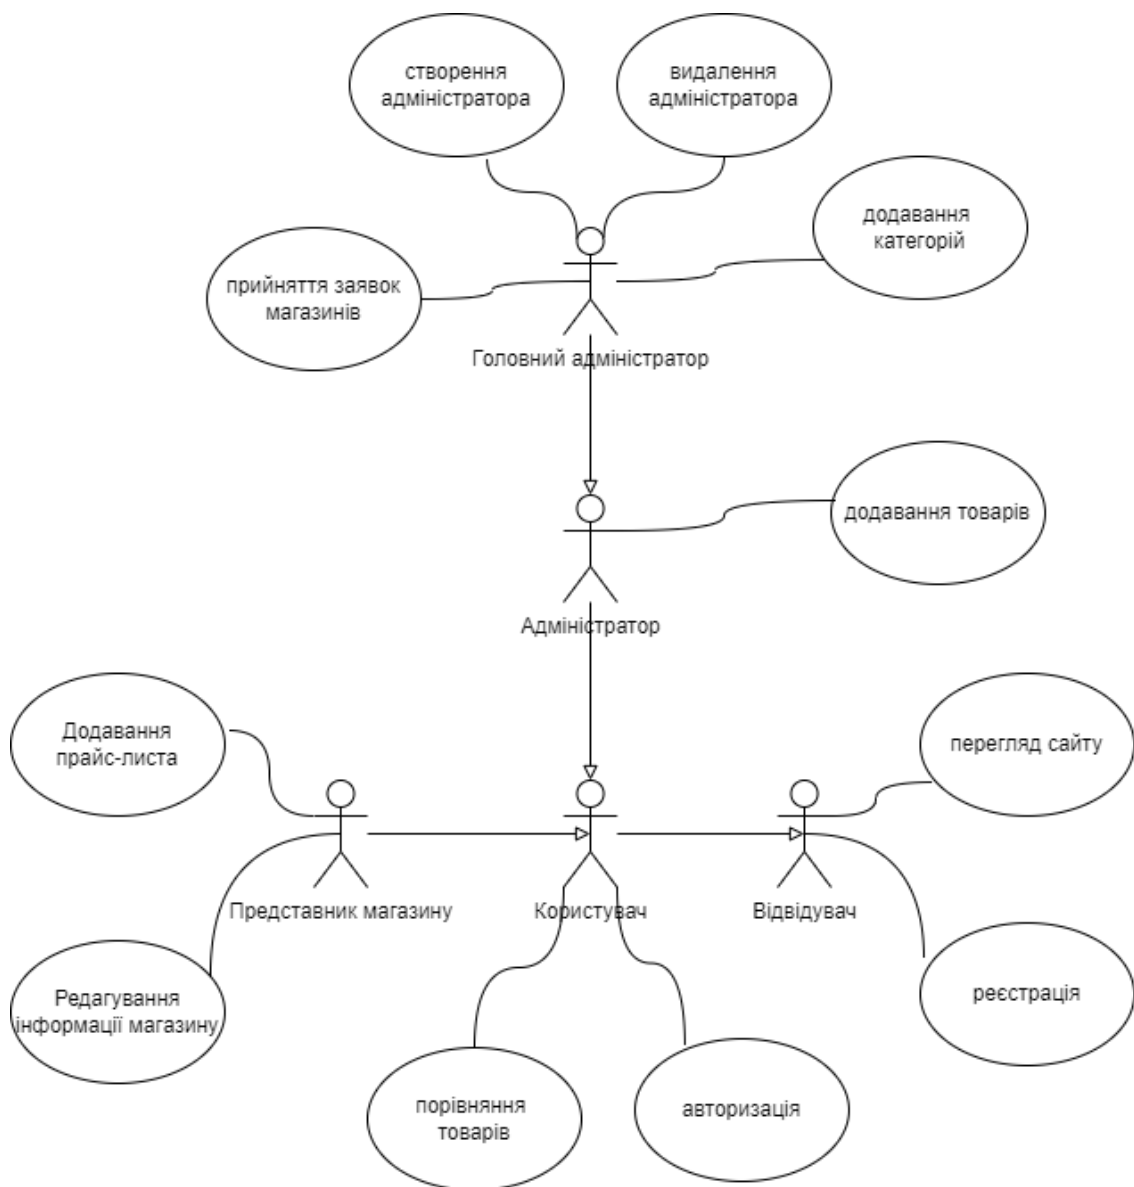 створення
адміністратора
видалення
адміністратора
додавання
категорій
прийняття заявок
магазинів
Головний адміністратор
додавання товарів
Адміністратор
Додавання
прайс-листа
перегляд сайту
Представник магазину
Користувач
Відвідувач
Редагування
інформації магазину
реєстрація
порівняння
товарів
авторизація